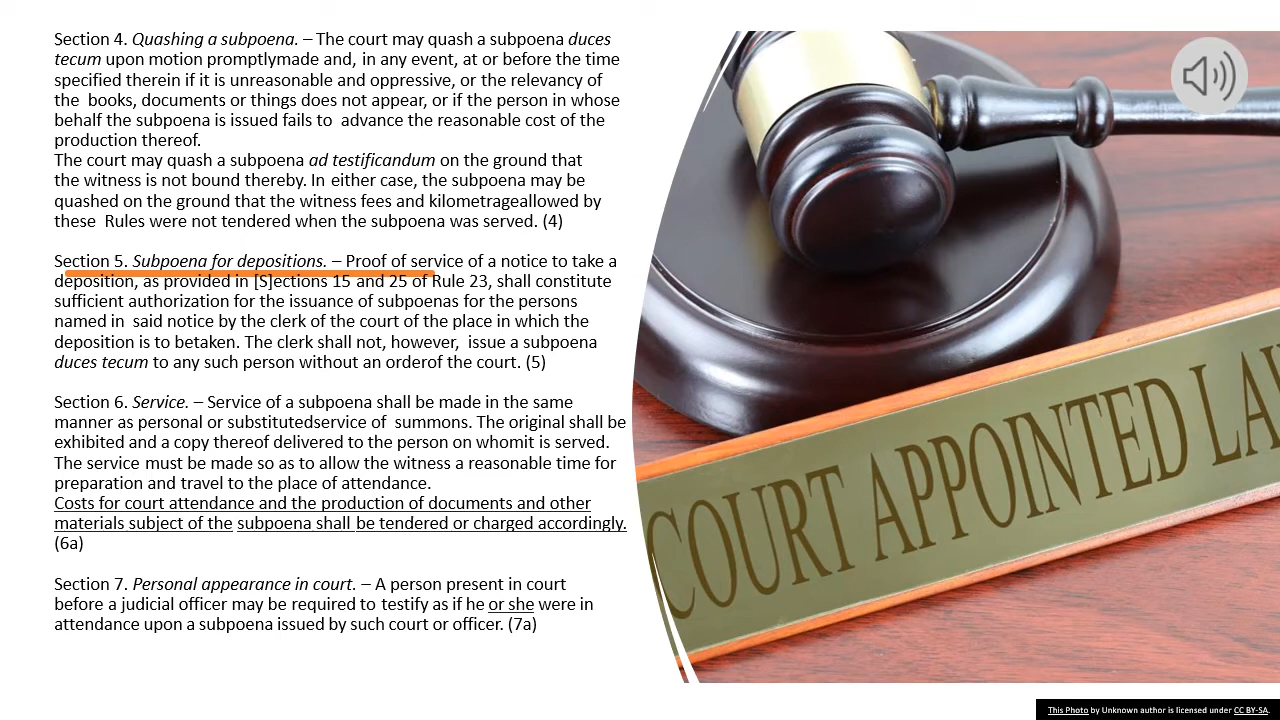 Section 4. Quashing a subpoena. – The court may quash a subpoena duces
tecum upon motion promptlymade and, in any event, at or before the time
specified therein if it is unreasonable and oppressive, or the relevancy of
the books, documents or things does not appear, or if the person in whose
behalf the subpoena is issued fails to advance the reasonable cost of the
production thereof.
The court may quash a subpoena ad testificandum on the ground that
the witness is not bound thereby. In either case, the subpoena may be
quashed on the ground that the witness fees and kilometrageallowed by
these Rules were not tendered when the subpoena was served. (4)
Section 5. Subpoena for depositions. – Proof of service of a notice to take a
deposition, as provided in [S]ections 15 and 25 of Rule 23, shall constitute
sufficient authorization for the issuance of subpoenas for the persons
named in said notice by the clerk of the court of the place in which the
deposition is to betaken. The clerk shall not, however, issue a subpoena
duces tecum to any such person without an orderof the court. (5)
Section 6. Service. – Service of a subpoena shall be made in the same
manner as personal or substitutedservice of summons. The original shall be
exhibited and a copy thereof delivered to the person on whomit is served.
The service must be made so as to allow the witness a reasonable time for
preparation and travel to the place of attendance.
Costs for court attendance and the production of documents and other
materials subject of the subpoena shall be tendered or charged accordingly.
(6a)
Section 7. Personal appearance in court. – A person present in court
before a judicial officer may be required to testify as if he or she were in
attendance upon a subpoena issued by such court or officer. (7a)
COURT APPOINTED LA
This Photo by Unknown author is licensed under CC BY-SA.